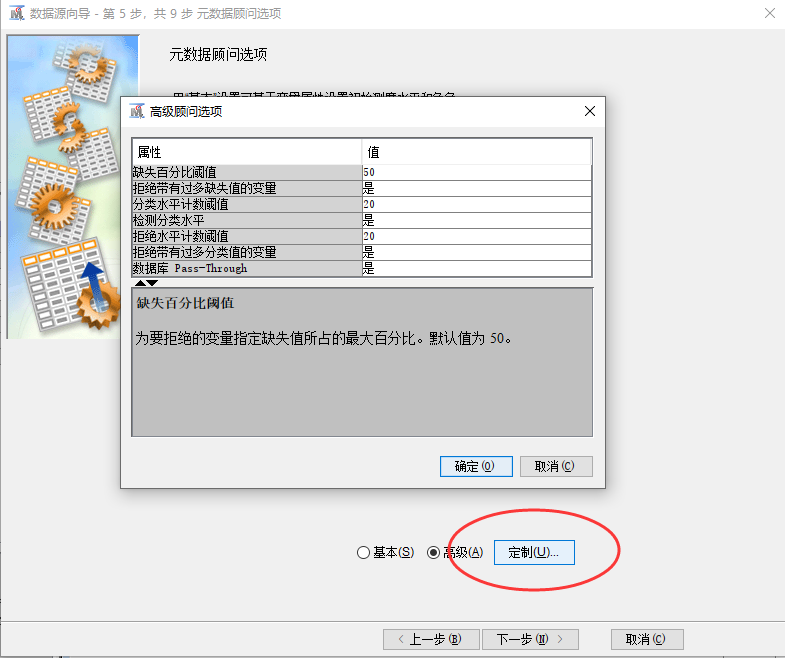 数据源向导 - 第 5 步，共 9 步 元数据顾问选项
元数据顾问选项
高级顾问选项
属性 值
缺失百分比阈值 50
拒绝带有过多缺失值的变量 是
分类水平计数阈值 20
检测分类水平 是
拒绝水平计数阈值 20
拒绝带有过多分类值的变量 是
数据库 Pass-Through 是
缺失百分比阈值
为要拒绝的变量指定缺失值所占的最大百分比。默认值为 50。
确定(O) 取消(C)
基本(S) 高级(A) 定制(U)...
< 上一步(B) 下一步(N) > 取消(C)